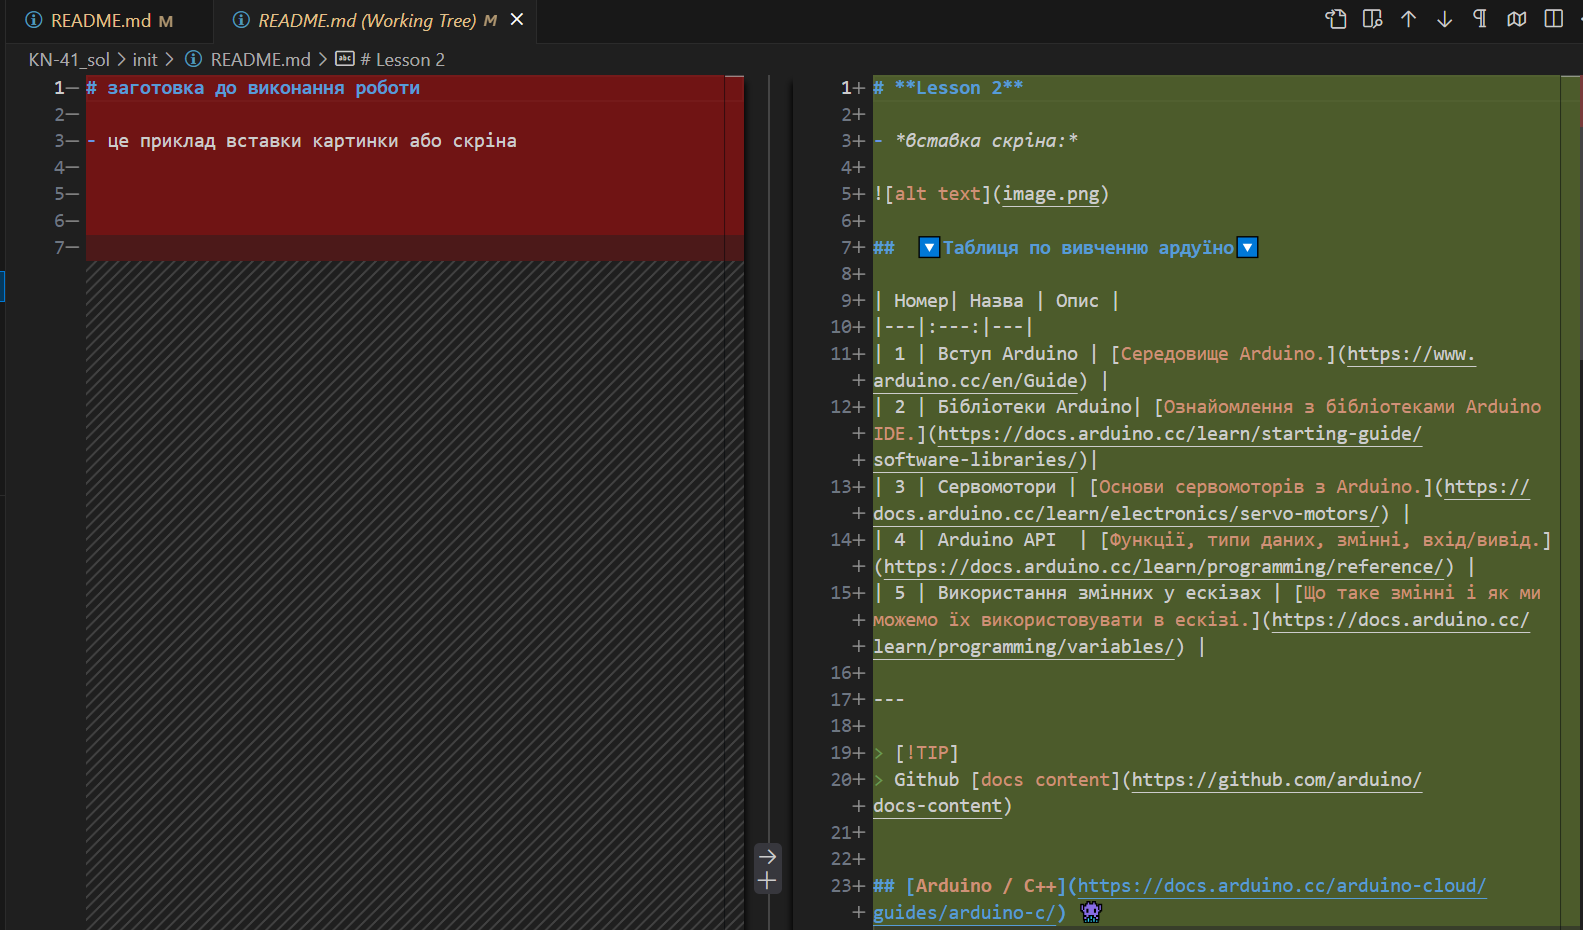 README.md M
README.md (Working Tree) M
KN-41_sol > init > README.md > # Lesson 2
1— # заготовка до виконання роботи
2—
3— - це приклад вставки картинки або скріна
4—
5—
6—
7—
1+ # **Lesson 2**
2+
3+ - *вставка скріна:*
4+
5+ ![alt text](image.png)
6+
7+ ## 🔽Таблиця по вивченню ардуїно🔽
8+
9+ | Номер| Назва | Опис |
10+ |---|:---:|---|
11+ | 1 | Вступ Arduino | [Середовище Arduino.](https://www.
+ arduino.cc/en/Guide) |
12+ | 2 | Бібліотеки Arduino| [Ознайомлення з бібліотеками Arduino
+ IDE.](https://docs.arduino.cc/learn/starting-guide/
+ software-libraries/)|
13+ | 3 | Сервомотори | [Основи сервомоторів з Arduino.](https://
+ docs.arduino.cc/learn/electronics/servo-motors/) |
14+ | 4 | Arduino API  | [Функції, типи даних, змінні, вхід/вивід.]
+ (https://docs.arduino.cc/learn/programming/reference/) |
15+ | 5 | Використання змінних у ескізах | [Що таке змінні і як ми
+ можемо їх використовувати в ескізі.](https://docs.arduino.cc/
+ learn/programming/variables/) |
16+
17+ ---
18+
19+ > [!TIP]
20+ > Github [docs content](https://github.com/arduino/
+ docs-content)
21+
22+
23+ ## [Arduino / C++](https://docs.arduino.cc/arduino-cloud/
+ guides/arduino-c/) 👾